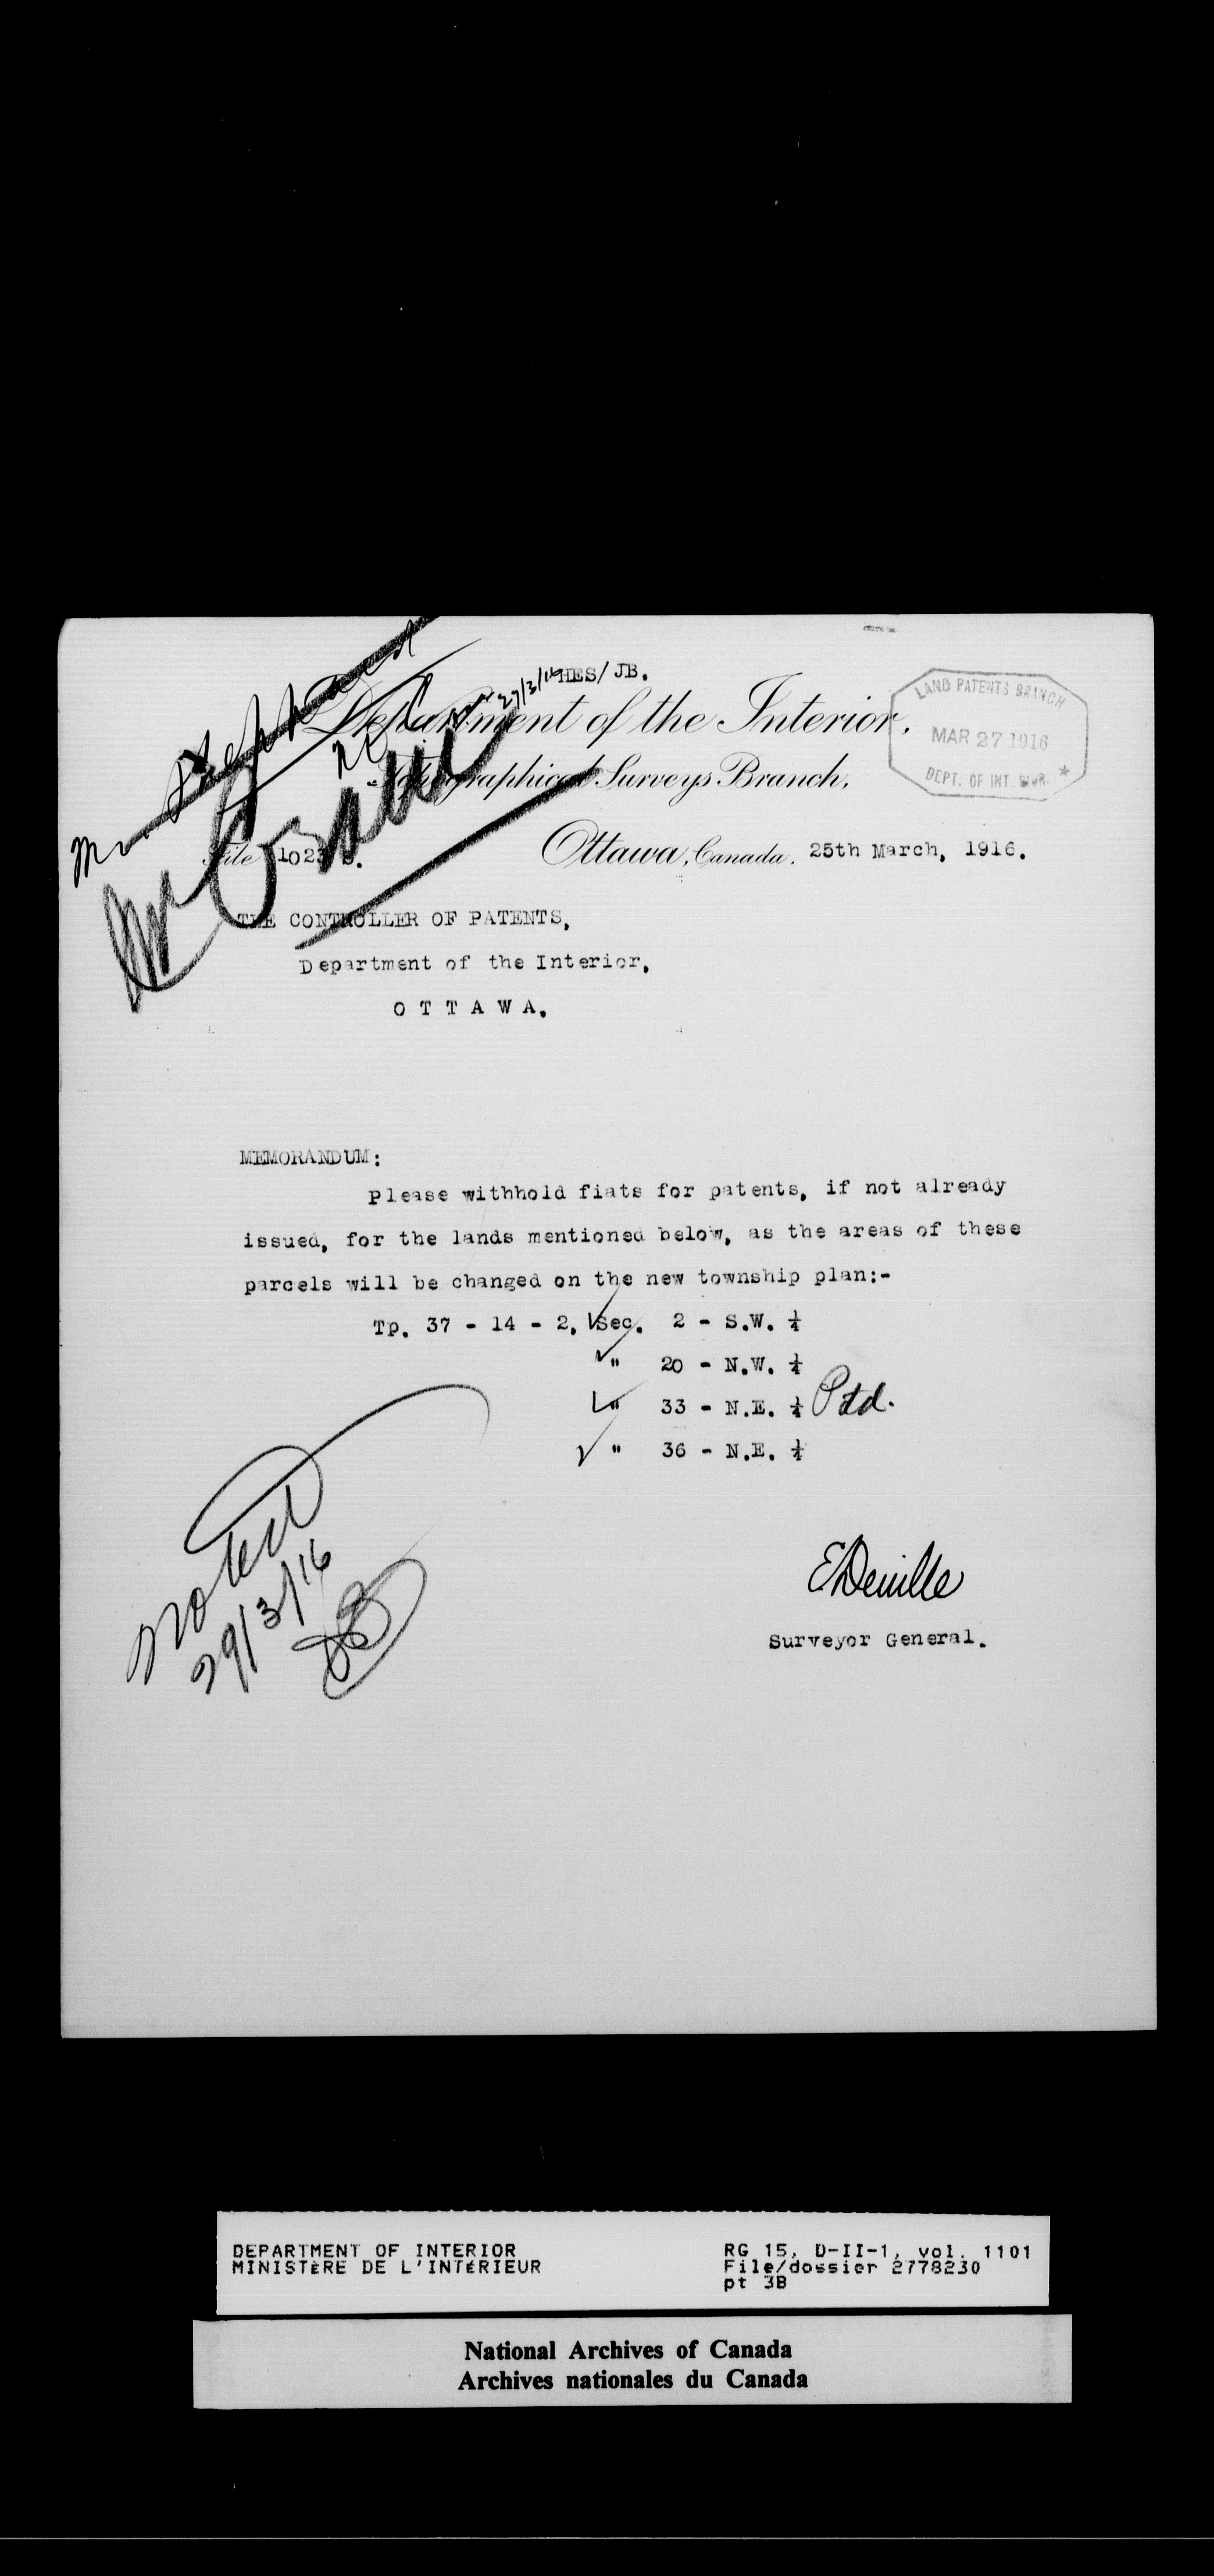 HES/JB.
27/3/16
Department of the Interior,
Topographical Surveys Branch,
LAND PATENTS BRANCH
MAR 27 1916
DEPT. OF INT.
Mr.
File
Ottawa, Canada. 25th March, 1916.
THE CONTROLLER OF PATENTS,
Department of the Interior,
O T T A W A.
MEMORANDUM:
Please withhold fiats for patents, if not already
issued, for the lands mentioned below, as the areas of these
parcels will be changed on the new township plan:-
Tp. 37 - 14 - 2, Sec. 2 - S.W. ¼
" 20 - N.W. ¼
" 33 - N.E. ¼ Ptd.
" 36 - N.E. ¼
Noted
29/3/16
E Deville
Surveyor General.
DEPARTMENT OF INTERIOR
MINISTÈRE DE L'INTÉRIEUR
RG 15, D-II-1, vol. 1101
File/dossier 2778230
pt 3B
National Archives of Canada
Archives nationales du Canada